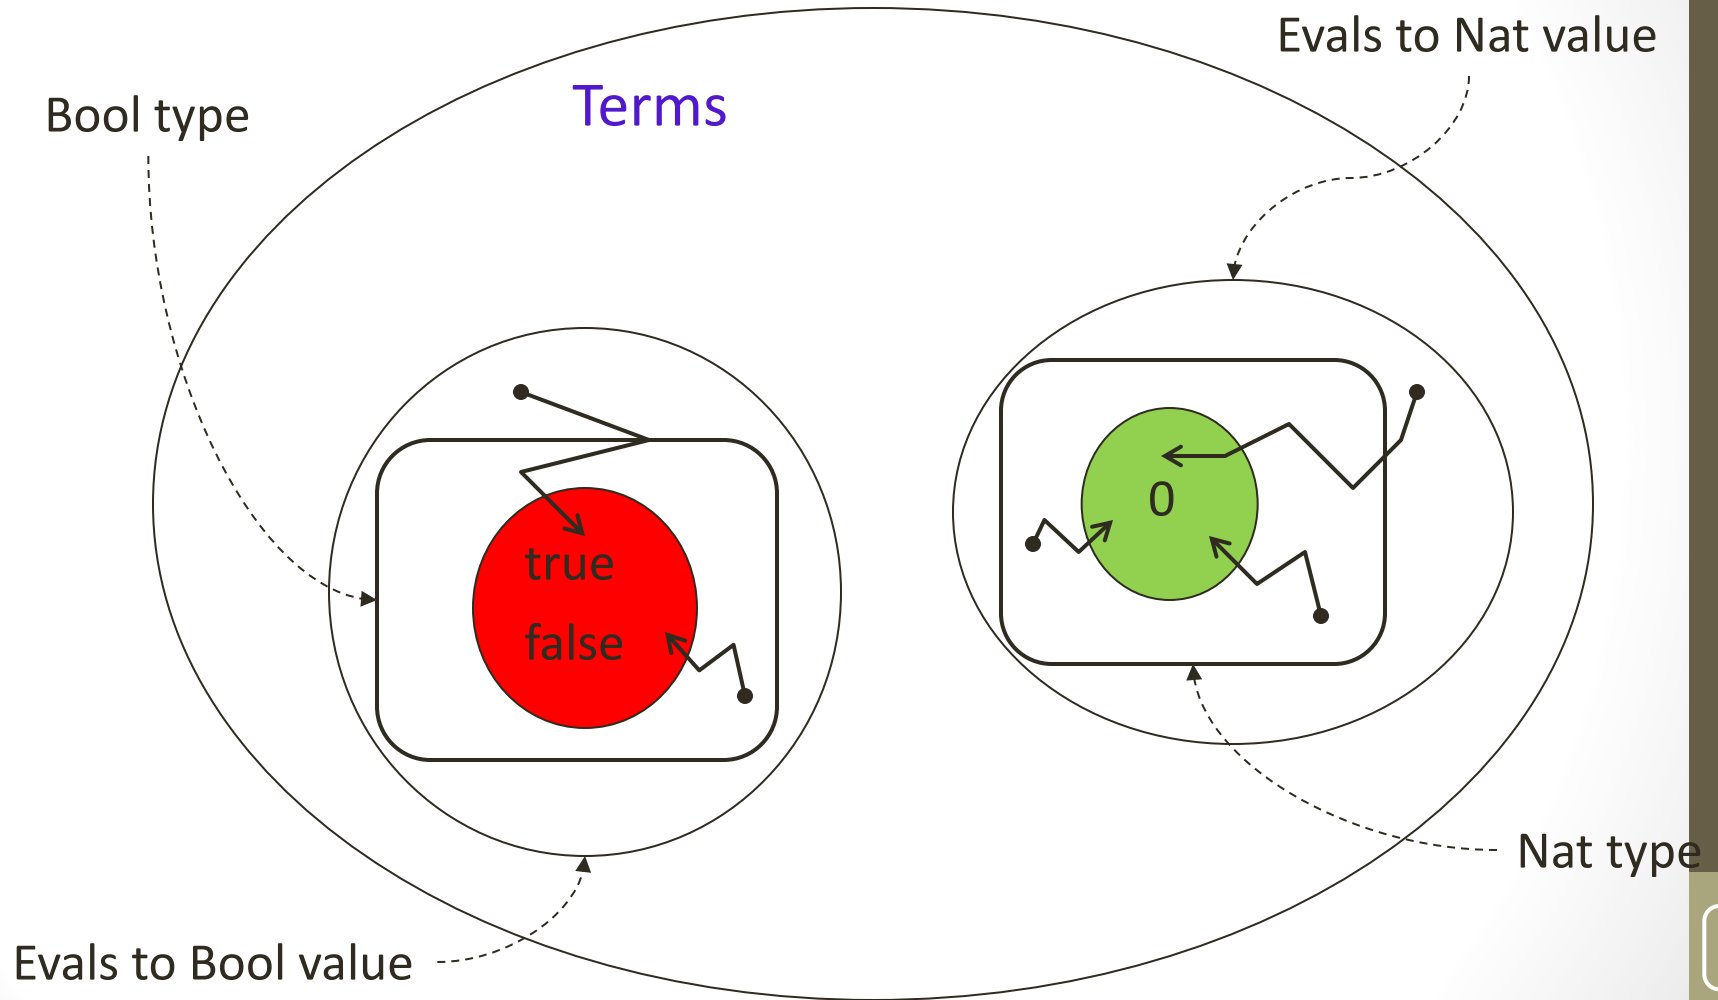 Evals to Nat value
Terms
Bool type
0
true
false
Nat type
Evals to Bool value